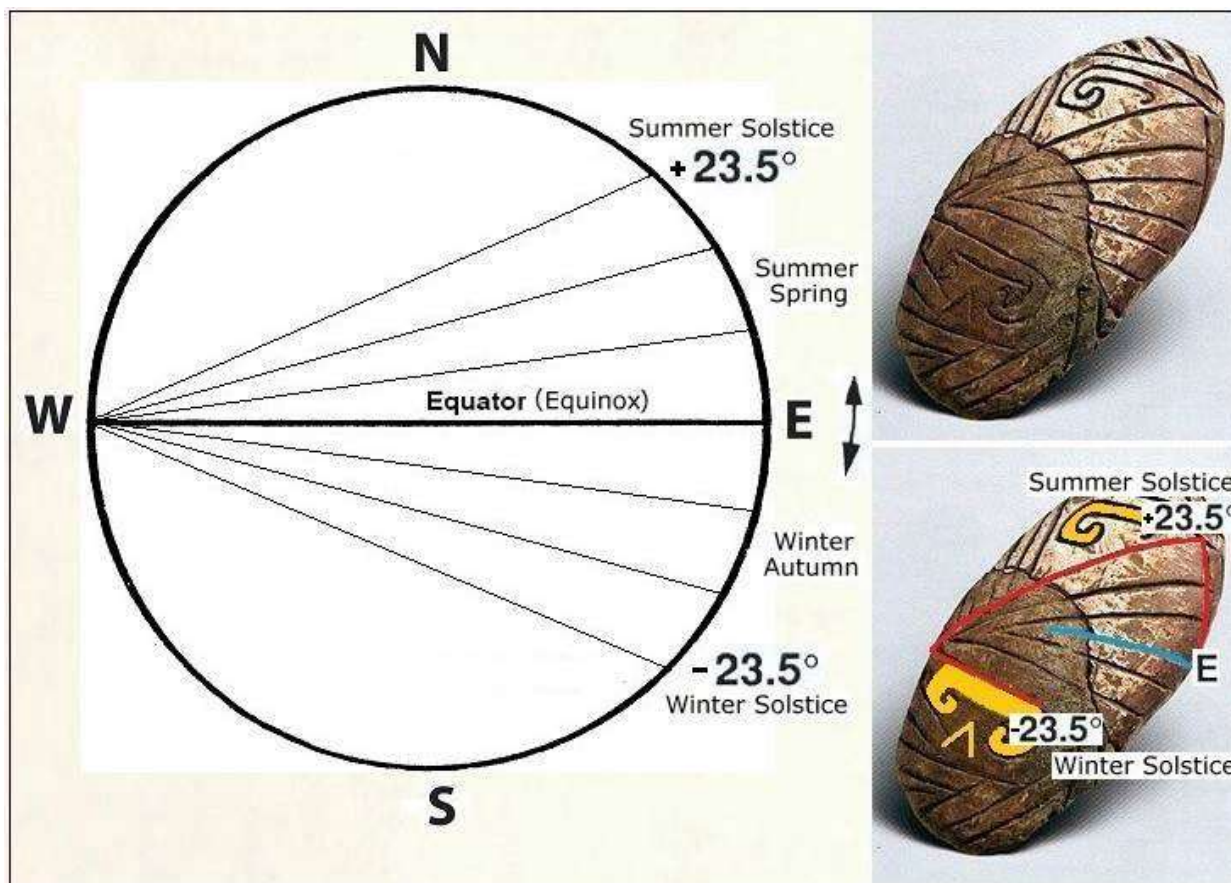 N
Summer Solstice
+23.5°
Summer
Spring
W
Equator (Equinox)
E
Winter
Autumn
-23.5°
Winter Solstice
S
Summer Solstice
+23.5°
E
-23.5°
Winter Solstice